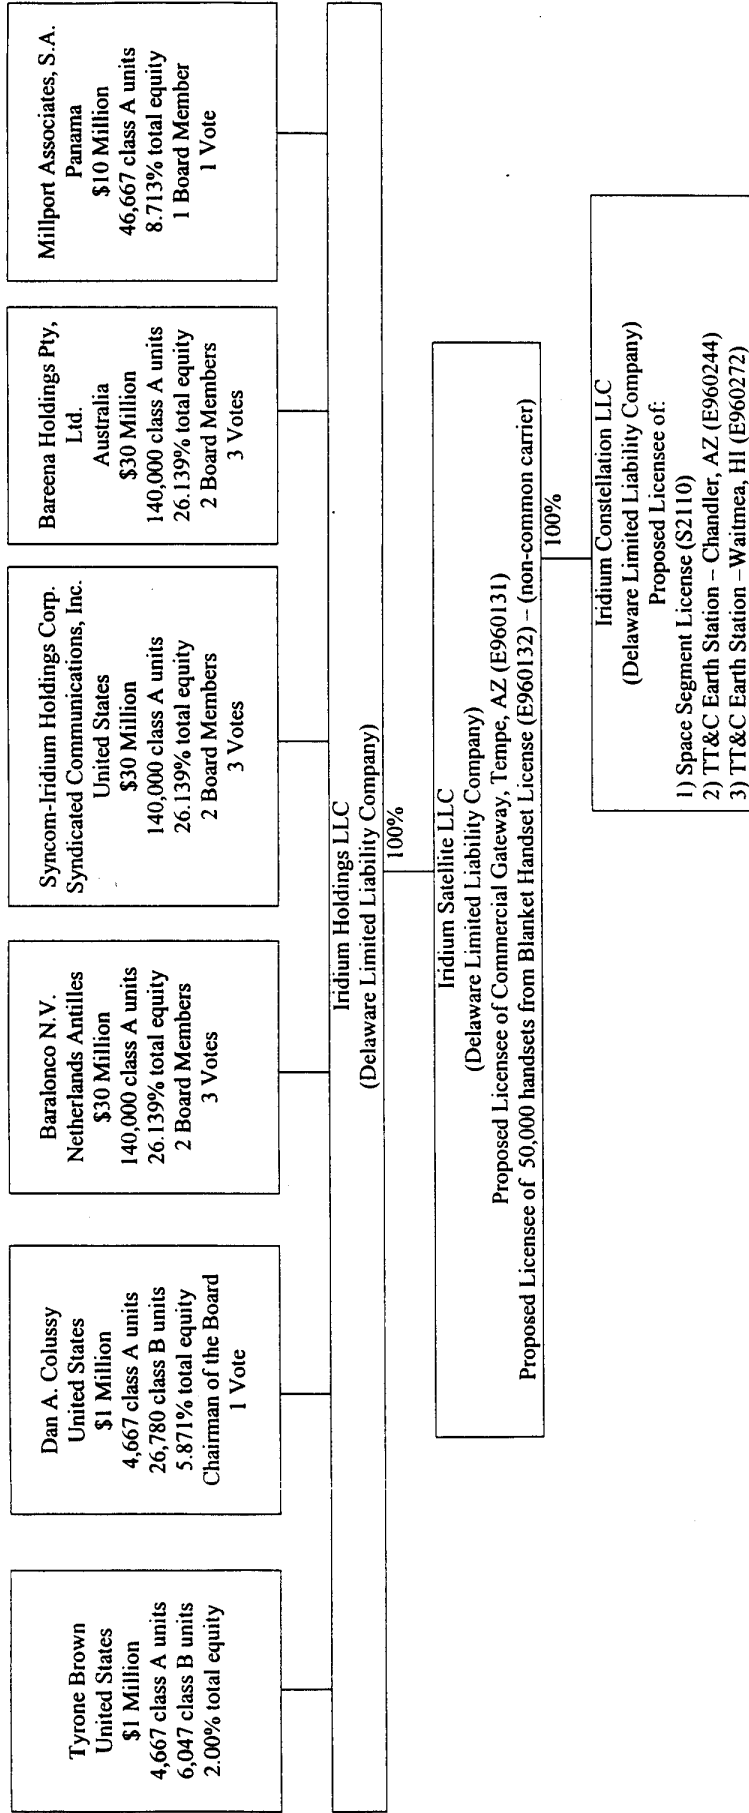 Tyrone Brown
United States
$1 Million
4,667 class A units
6,047 class B units
2.00% total equity
Dan A. Colussy
United States
$1 Million
4,667 class A units
26,780 class B units
5.871% total equity
Chairman of the Board
1 Vote
Baralonco N.V.
Netherlands Antilles
$30 Million
140,000 class A units
26.139% total equity
2 Board Members
3 Votes
Syncom-Iridium Holdings Corp.
Syndicated Communications, Inc.
United States
$30 Million
140,000 class A units
26.139% total equity
2 Board Members
3 Votes
Bareena Holdings Pty,
Ltd.
Australia
$30 Million
140,000 class A units
26.139% total equity
2 Board Members
3 Votes
Millport Associates, S.A.
Panama
$10 Million
46,667 class A units
8.713% total equity
1 Board Member
1 Vote
Iridium Holdings LLC
(Delaware Limited Liability Company)
100%
Iridium Satellite LLC
(Delaware Limited Liability Company)
Proposed Licensee of Commercial Gateway, Tempe, AZ (E960131)
Proposed Licensee of 50,000 handsets from Blanket Handset License (E960132) – (non-common carrier)
100%
Iridium Constellation LLC
(Delaware Limited Liability Company)
Proposed Licensee of:
1) Space Segment License (S2110)
2) TT&C Earth Station – Chandler, AZ (E960244)
3) TT&C Earth Station –Waitmea, HI (E960272)